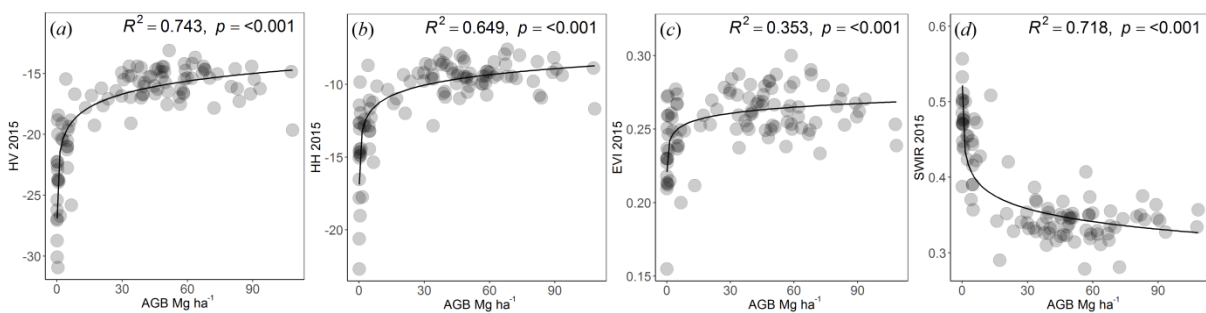 (a) R² = 0.743, p = <0.001
HV 2015
-15
-20
-25
-30
0 30 60 90
AGB Mg ha⁻¹
(b) R² = 0.649, p = <0.001
HH 2015
-10
-15
-20
0 30 60 90
AGB Mg ha⁻¹
(c) R² = 0.353, p = <0.001
EVI 2015
0.30
0.25
0.20
0.15
0 30 60 90
AGB Mg ha⁻¹
(d) R² = 0.718, p = <0.001
SWIR 2015
0.6
0.5
0.4
0.3
0 30 60 90
AGB Mg ha⁻¹